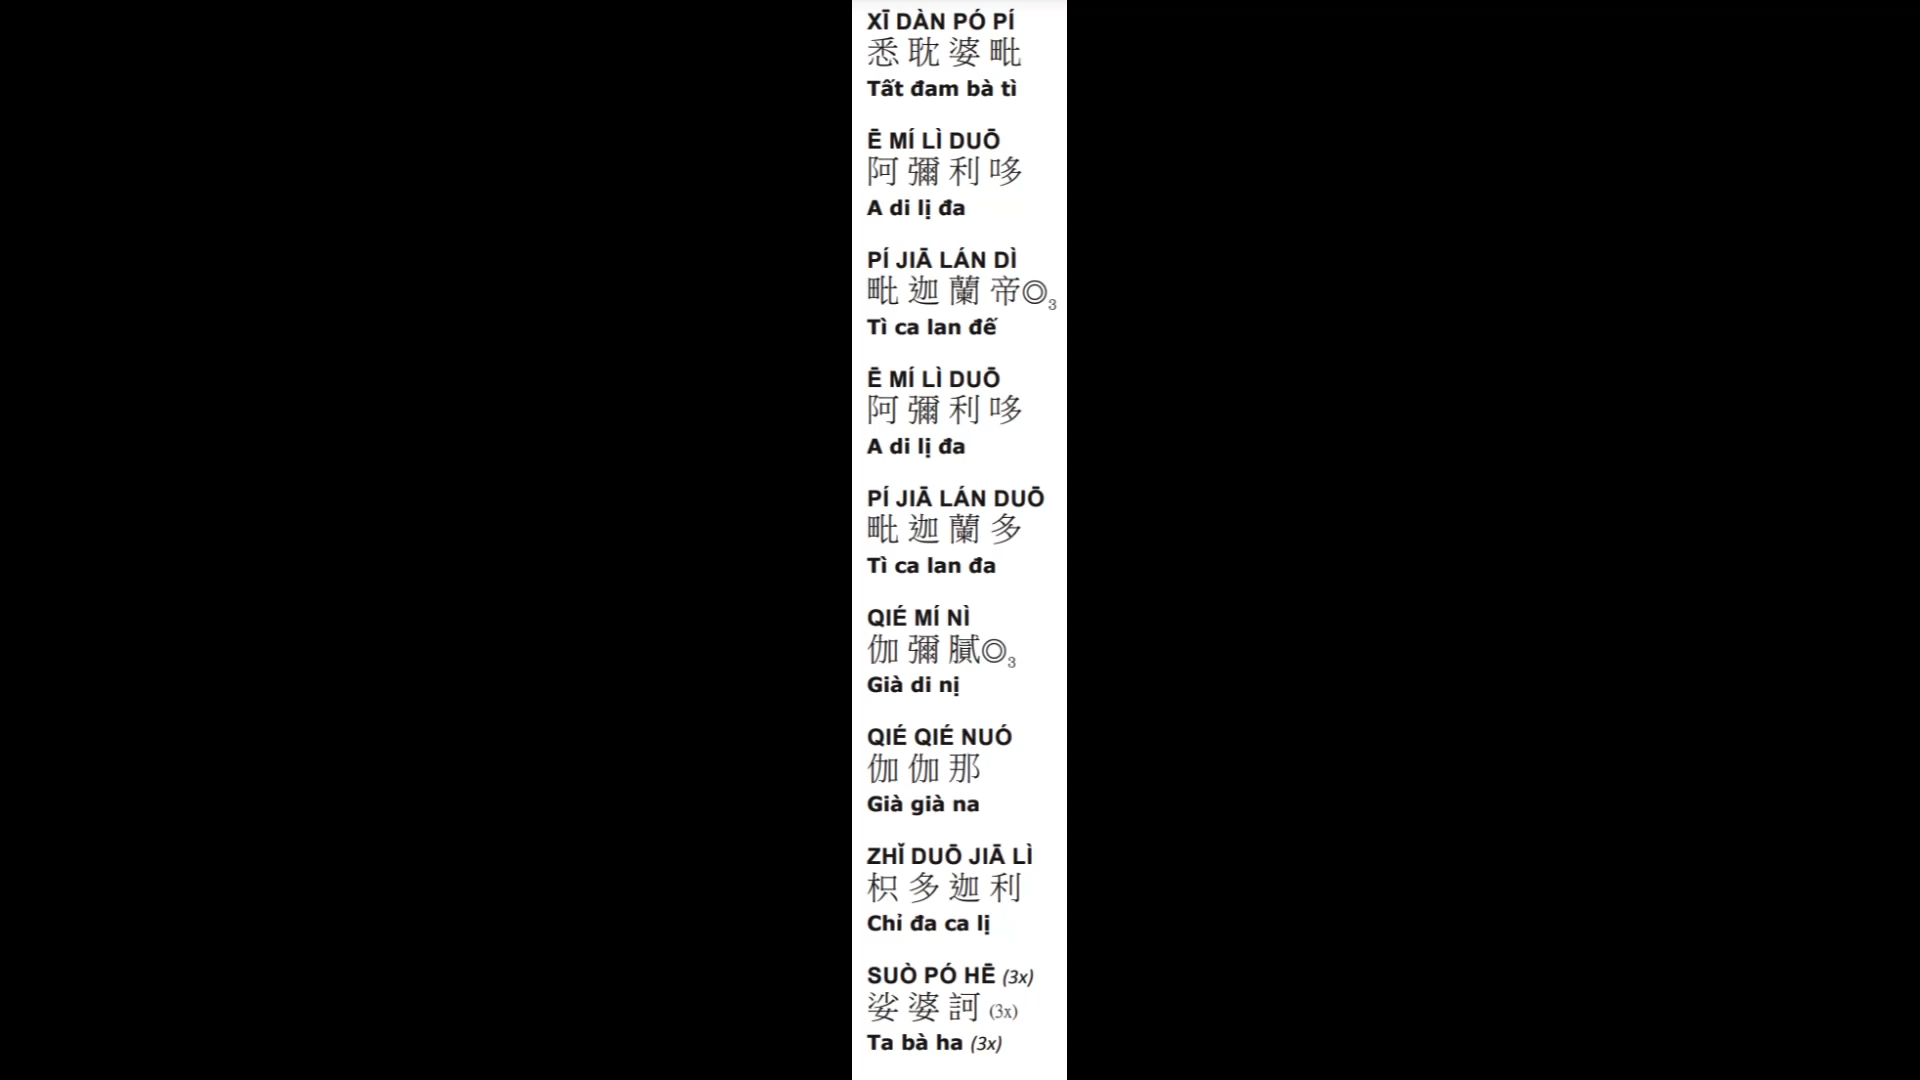 XĪ DÀN PÓ PÍ
悉 耽 婆 毗
Tất đam bà tì
Ē MÍ LÌ DUŌ
阿 彌 利 哆
A di lị đa
PÍ JIĀ LÁN DÌ
毗 迦 蘭 帝◎3
Tì ca lan đế
Ē MÍ LÌ DUŌ
阿 彌 利 哆
A di lị đa
PÍ JIĀ LÁN DUŌ
毗 迦 蘭 多
Tì ca lan đa
QIÉ MÍ NÌ
伽 彌 膩◎3
Già di nị
QIÉ QIÉ NUÓ
伽 伽 那
Già già na
ZHǏ DUŌ JIĀ LÌ
枳 多 迦 利
Chỉ đa ca lị
SUÒ PÓ HĒ (3x)
娑 婆 訶 (3x)
Ta bà ha (3x)